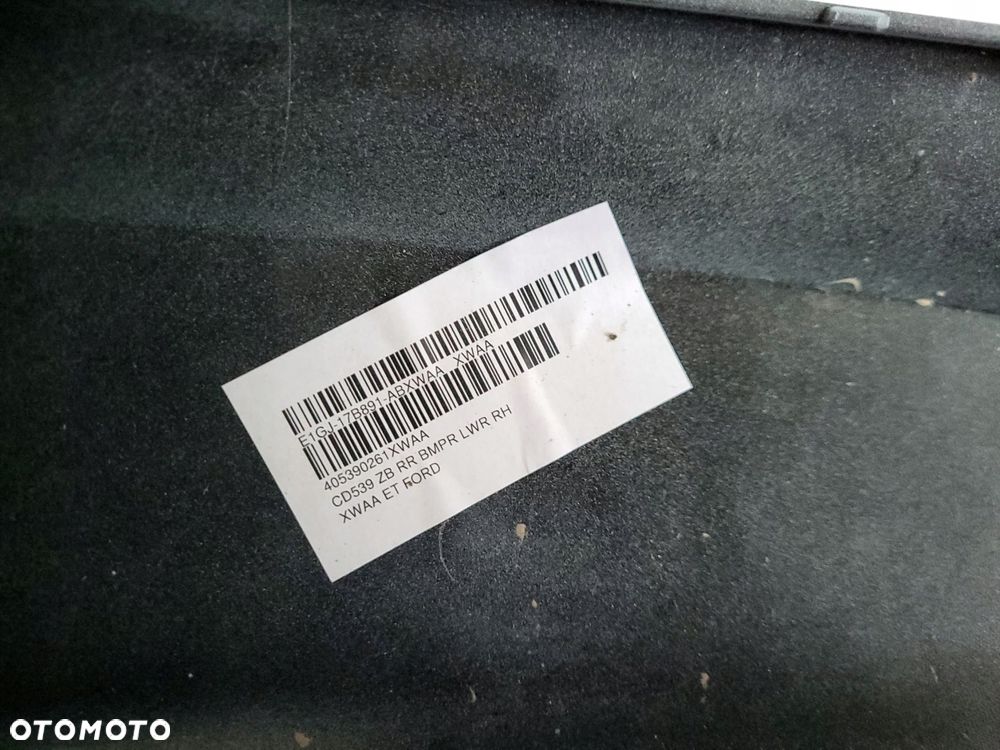 E1GJ-17B891-ABXWAA XWAA
405390261XWAA
CD539 ZB RR BMPR LWR RH
XWAA ET FORD
OTOMOTO